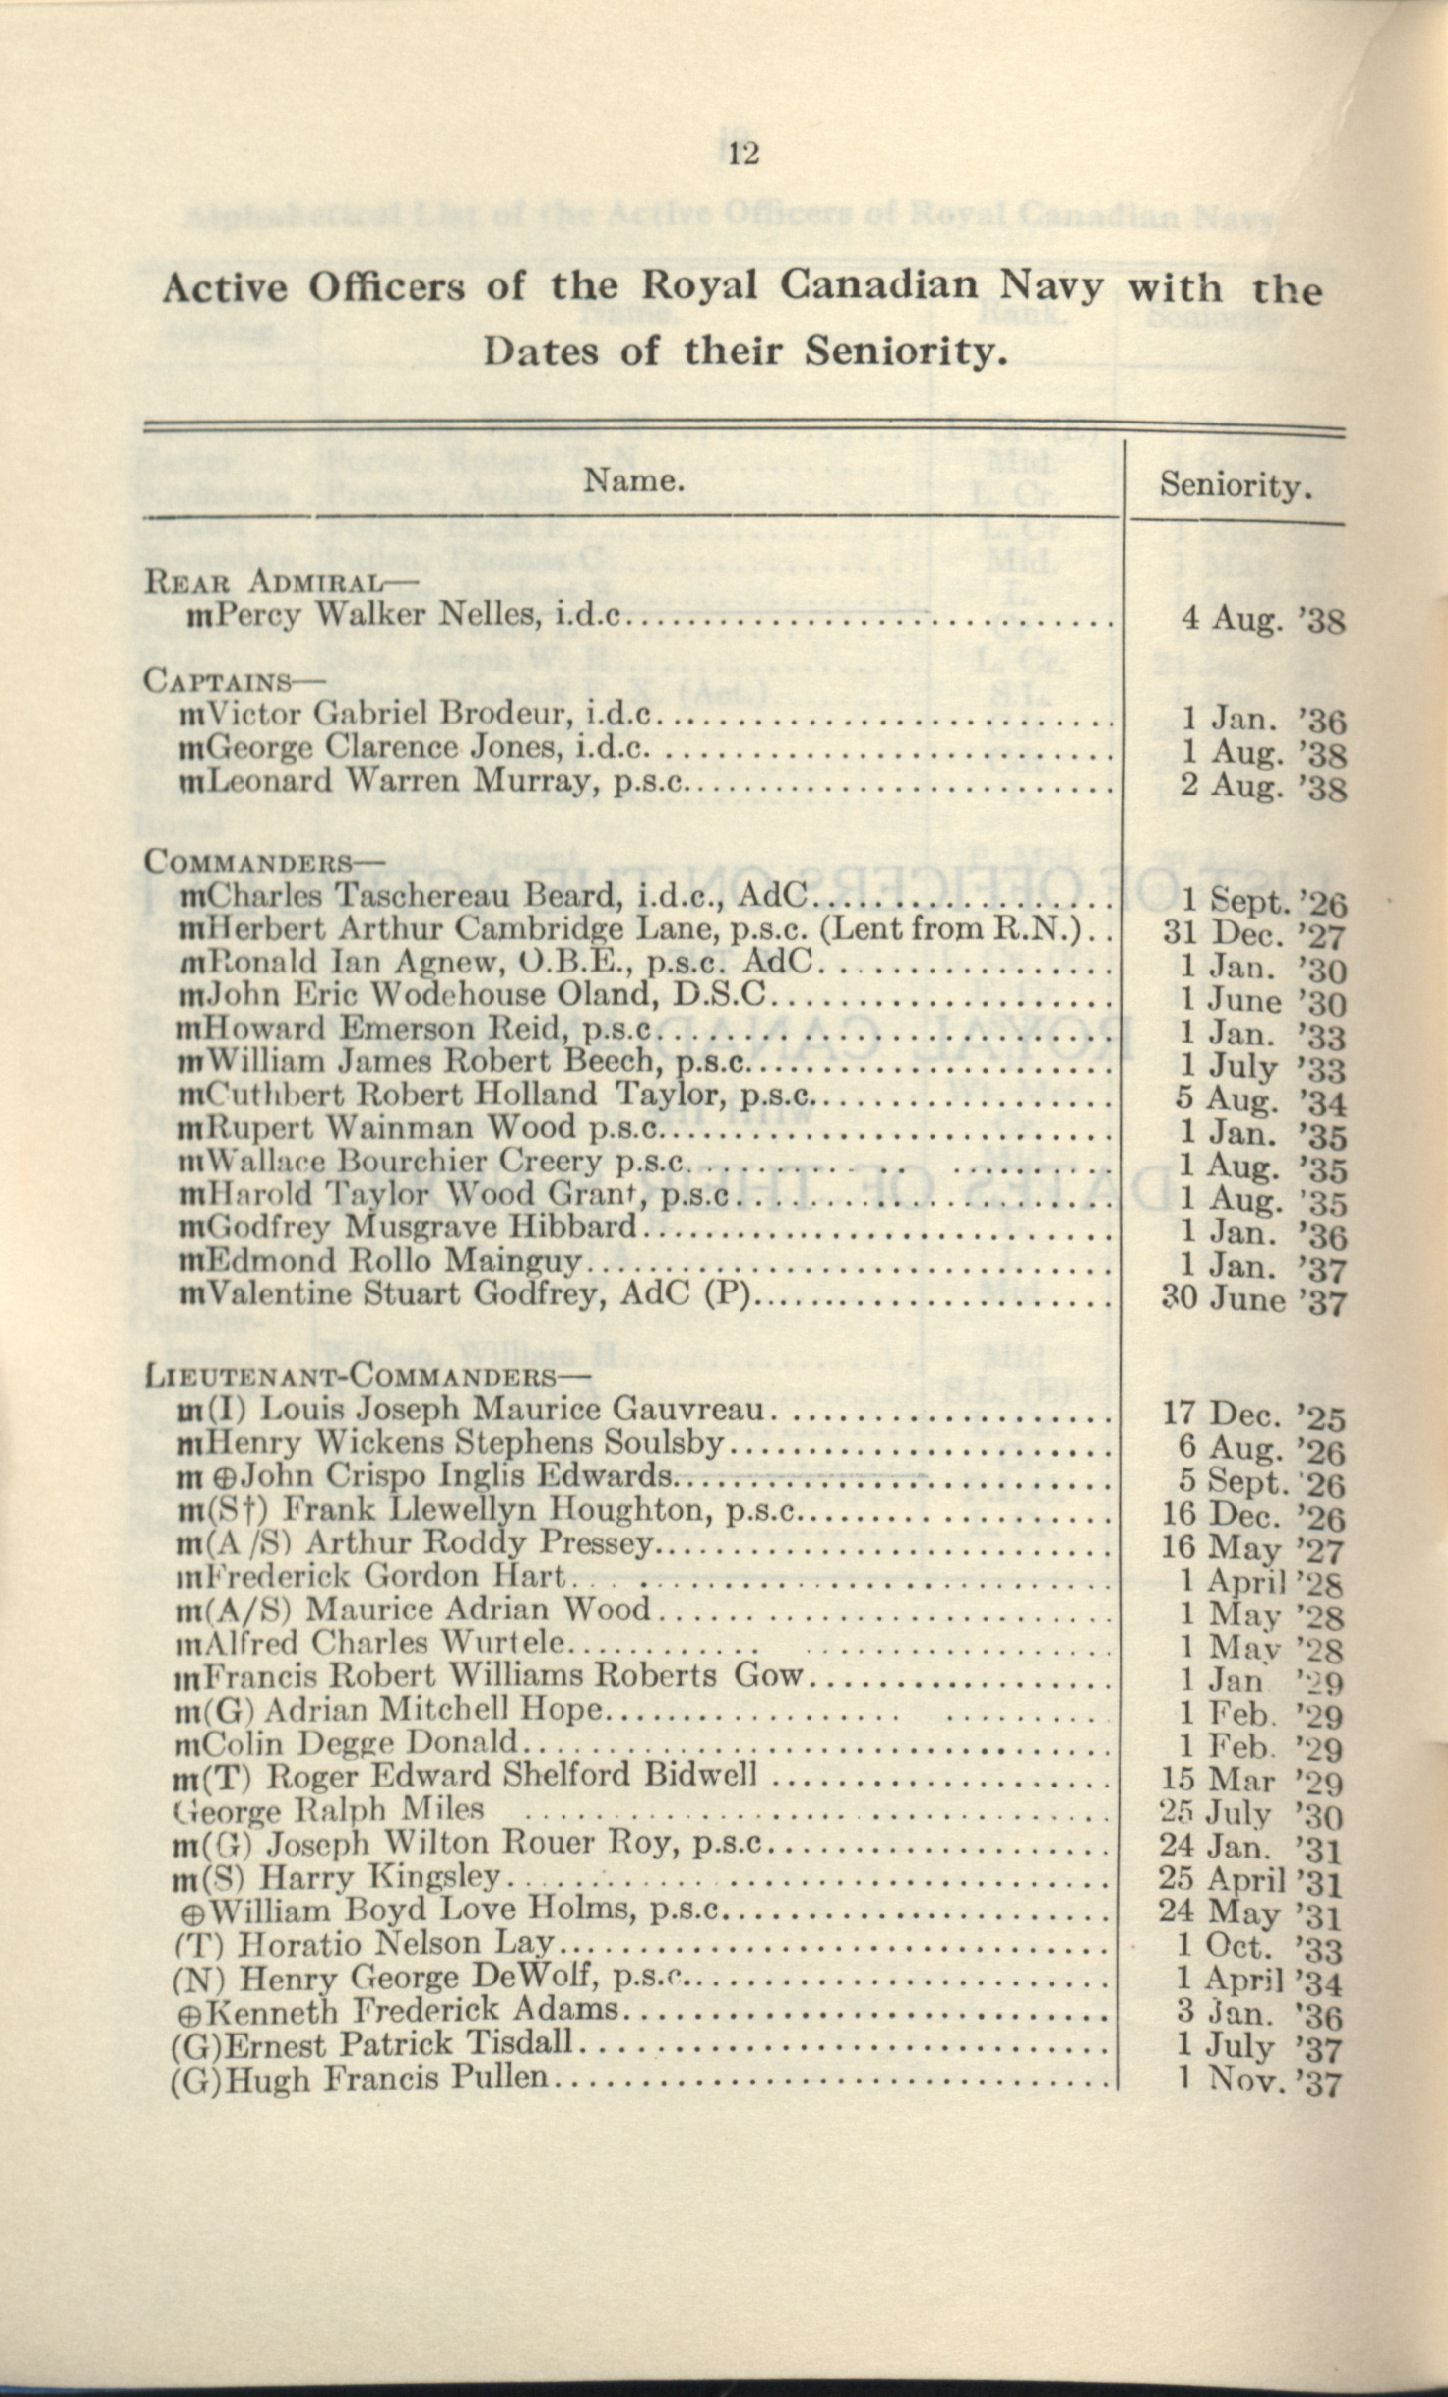 12
Active Officers of the Royal Canadian Navy with the
Dates of their Seniority.
Name. Seniority.
REAR ADMIRAL—
mPercy Walker Nelles, i.d.c. 4 Aug. '38
CAPTAINS—
mVictor Gabriel Brodeur, i.d.c. 1 Jan. '36
mGeorge Clarence Jones, i.d.c. 1 Aug. '38
mLeonard Warren Murray, p.s.c. 2 Aug. '38
COMMANDERS—
mCharles Taschereau Beard, i.d.c., AdC. 1 Sept. '26
mHerbert Arthur Cambridge Lane, p.s.c. (Lent from R.N.). 31 Dec. '27
mRonald Ian Agnew, O.B.E., p.s.c. AdC. 1 Jan. '30
mJohn Eric Wodehouse Oland, D.S.C. 1 June '30
mHoward Emerson Reid, p.s.c. 1 Jan. '33
mWilliam James Robert Beech, p.s.c. 1 July '33
mCuthbert Robert Holland Taylor, p.s.c. 5 Aug. '34
mRupert Wainman Wood p.s.c. 1 Jan. '35
mWallace Bourchier Creery p.s.c. 1 Aug. '35
mHarold Taylor Wood Grant, p.s.c. 1 Aug. '35
mGodfrey Musgrave Hibbard 1 Jan. '36
mEdmond Rollo Mainguy 1 Jan. '37
mValentine Stuart Godfrey, AdC (P) 30 June '37
LIEUTENANT-COMMANDERS—
m(I) Louis Joseph Maurice Gauvreau 17 Dec. '25
mHenry Wickens Stephens Soulsby 6 Aug. '26
m ⊕John Crispo Inglis Edwards 5 Sept. '26
m(S†) Frank Llewellyn Houghton, p.s.c. 16 Dec. '26
m(A/S) Arthur Roddy Pressey 16 May '27
mFrederick Gordon Hart 1 April '28
m(A/S) Maurice Adrian Wood 1 May '28
mAlfred Charles Wurtele 1 May '28
mFrancis Robert Williams Roberts Gow 1 Jan '29
m(G) Adrian Mitchell Hope 1 Feb. '29
mColin Degge Donald 1 Feb. '29
m(T) Roger Edward Shelford Bidwell 15 Mar '29
George Ralph Miles 25 July '30
m(G) Joseph Wilton Rouer Roy, p.s.c. 24 Jan. '31
m(S) Harry Kingsley 25 April '31
⊕William Boyd Love Holms, p.s.c. 24 May '31
(T) Horatio Nelson Lay 1 Oct. '33
(N) Henry George DeWolf, p.s.c. 1 April '34
⊕Kenneth Frederick Adams 3 Jan. '36
(G)Ernest Patrick Tisdall 1 July '37
(G)Hugh Francis Pullen 1 Nov. '37